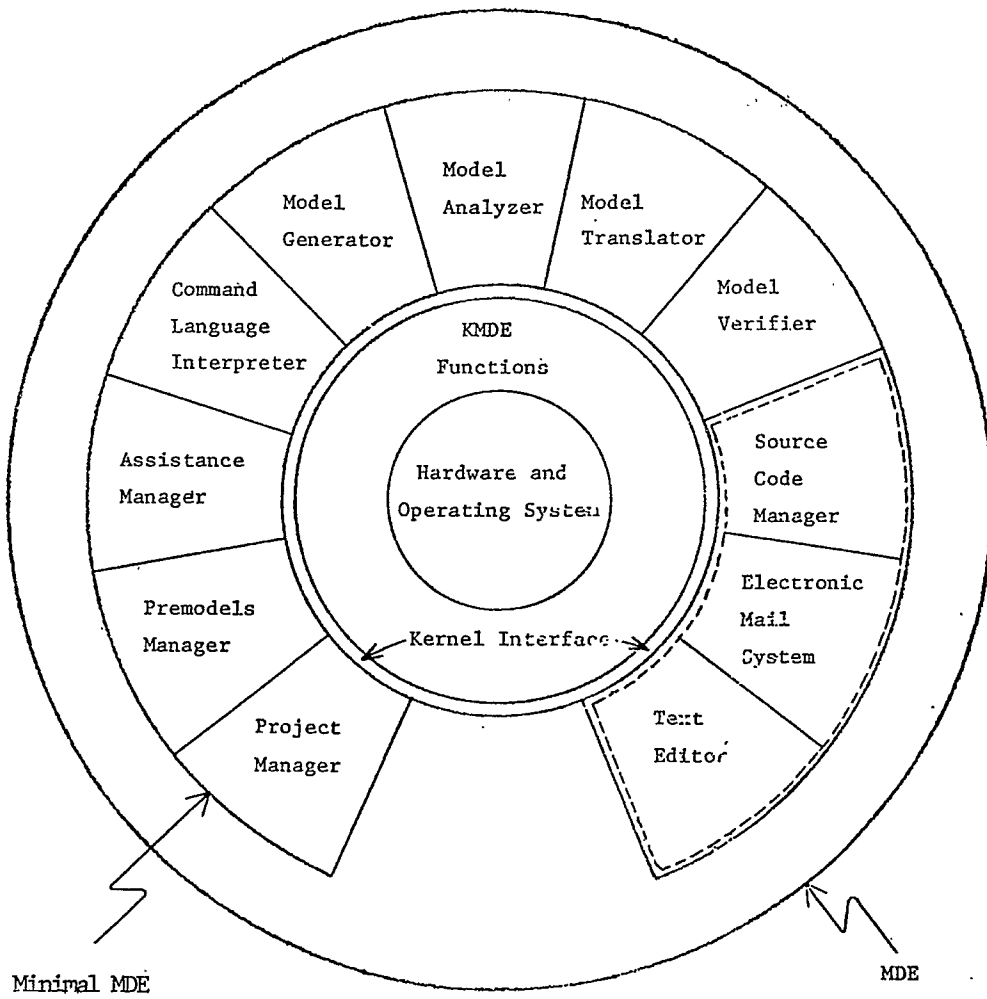 Model
Analyzer
Model
Generator
Model
Translator
Command
Language
Interpreter
Model
Verifier
KMDE
Functions
Assistance
Manager
Hardware and
Operating System
Source
Code
Manager
Premodels
Manager
Electronic
Mail
System
Kernel Interface
Project
Manager
Text
Editor
Minimal MDE
MDE